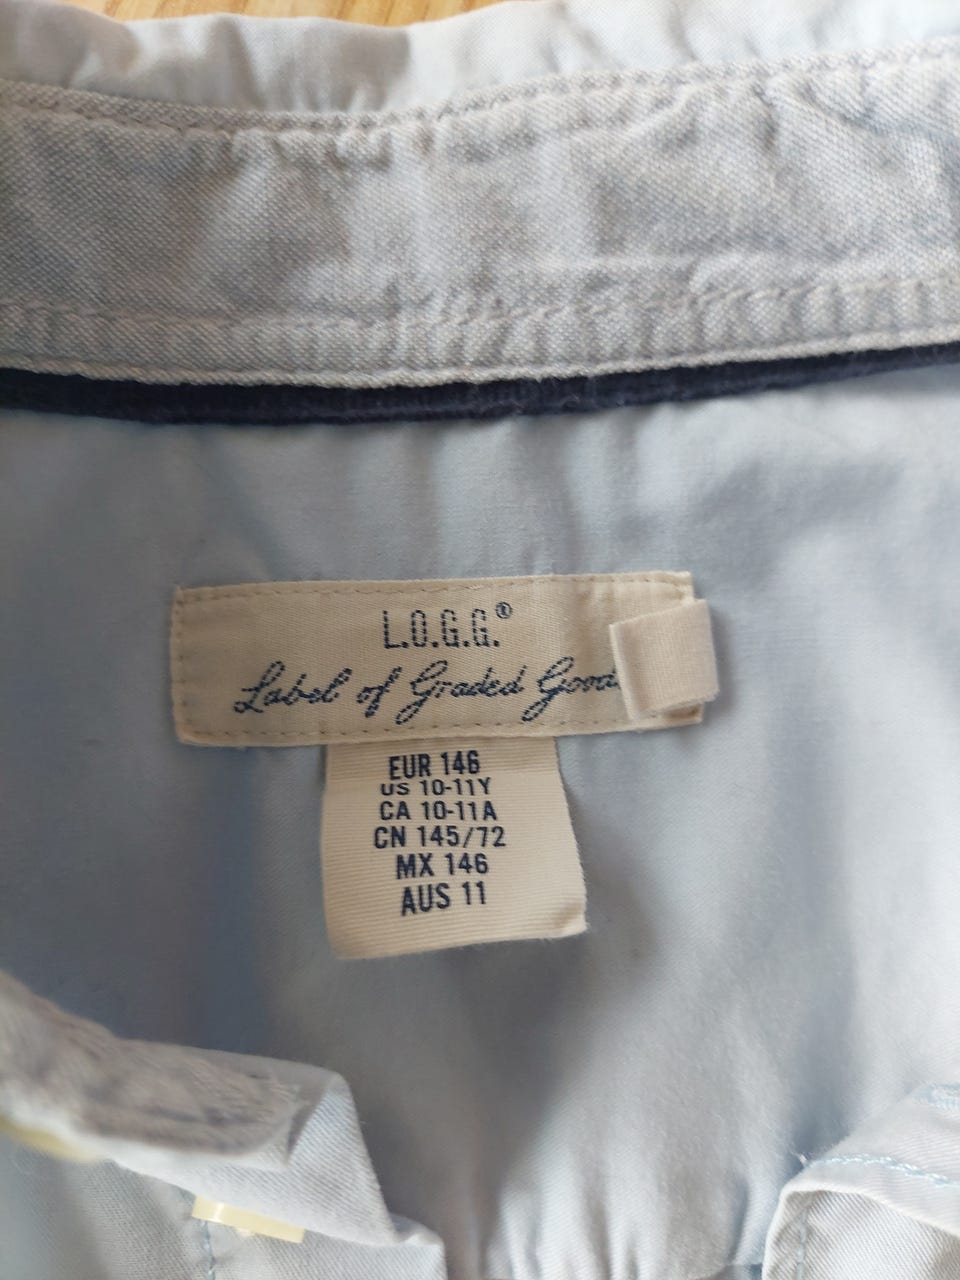 L.O.G.G.®
Label of Graded Goods
EUR 146
US 10-11Y
CA 10-11A
CN 145/72
MX 146
AUS 11